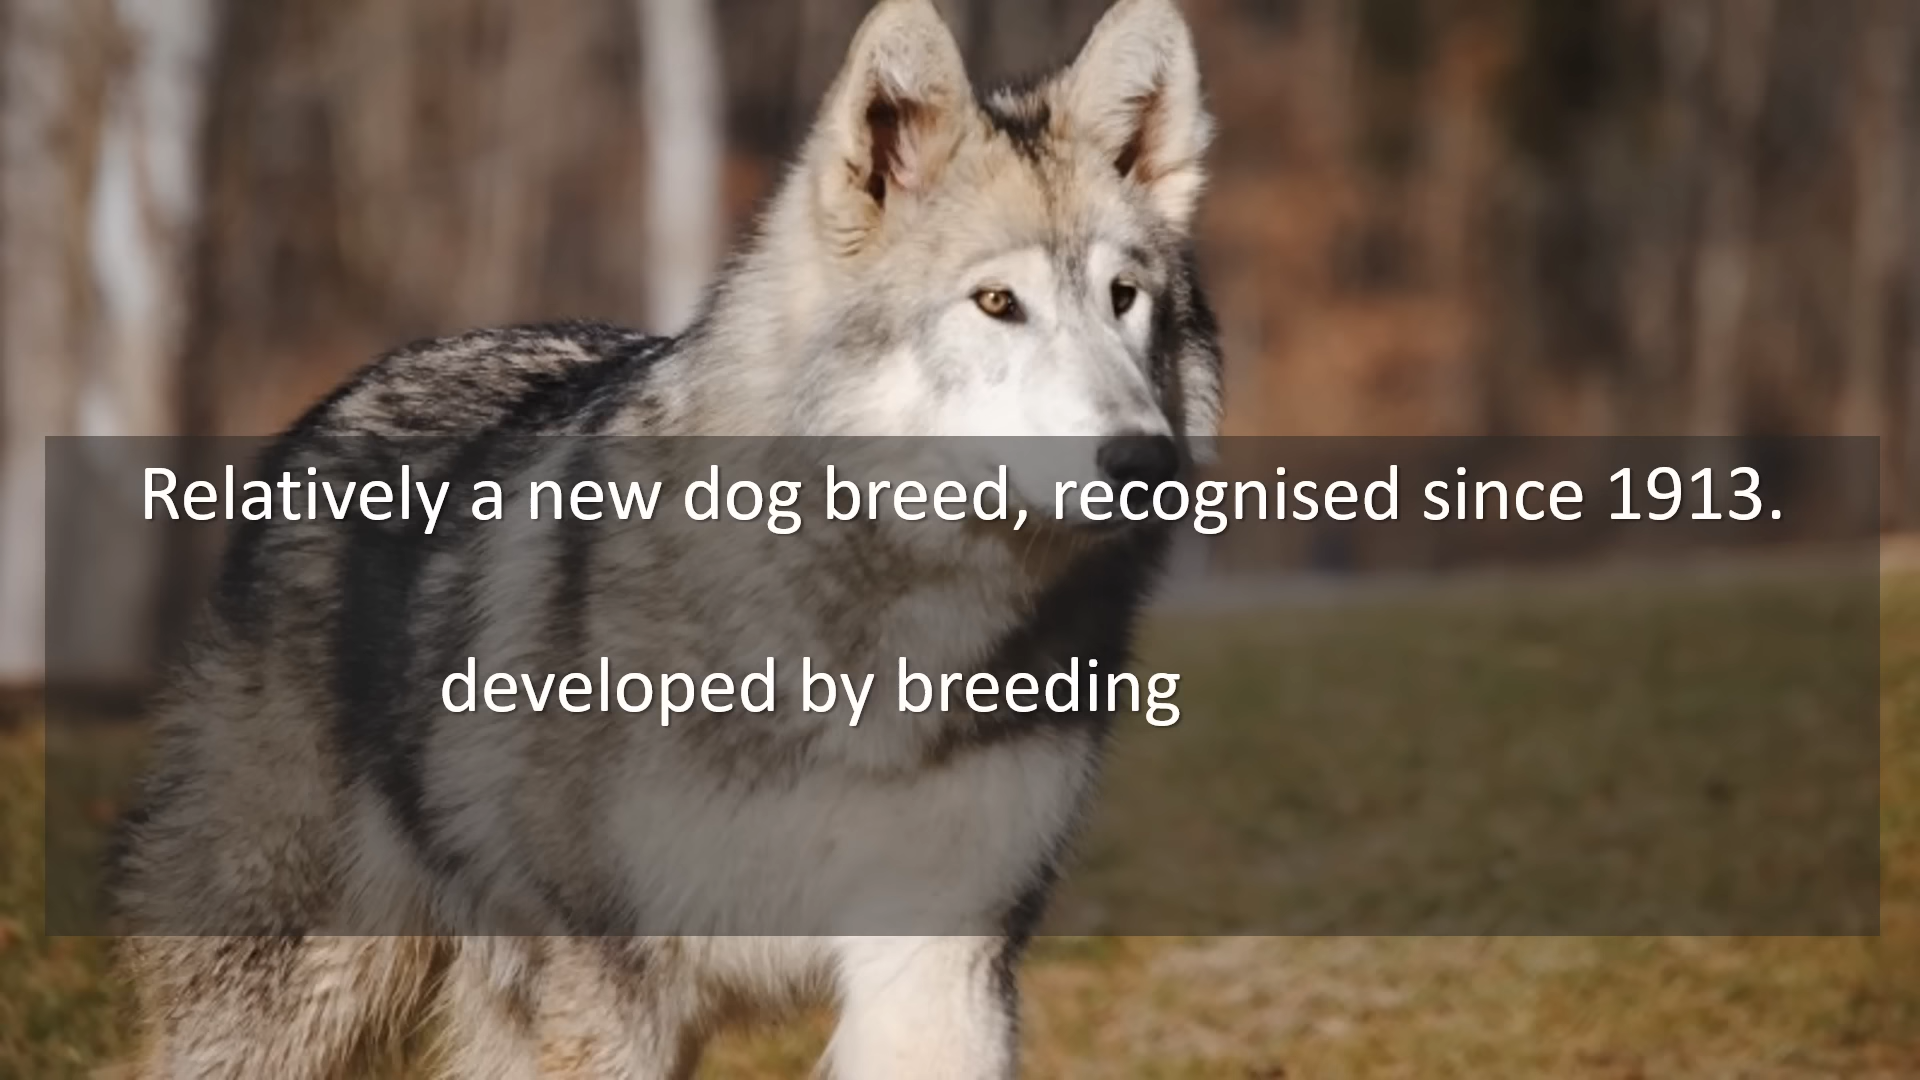 Relatively a new dog breed, recognised since 1913.
developed by breeding